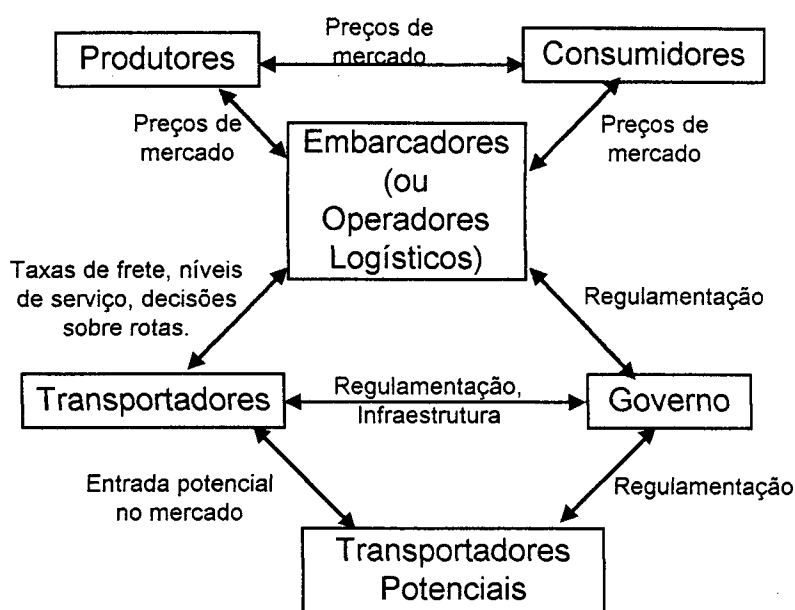 Preços de
mercado
Produtores
Consumidores
Preços de
mercado
Embarcadores
(ou
Operadores
Logísticos)
Preços de
mercado
Taxas de frete, níveis
de serviço, decisões
sobre rotas.
Regulamentação
Transportadores
Regulamentação,
Infraestrutura
Governo
Entrada potencial
no mercado
Regulamentação
Transportadores
Potenciais